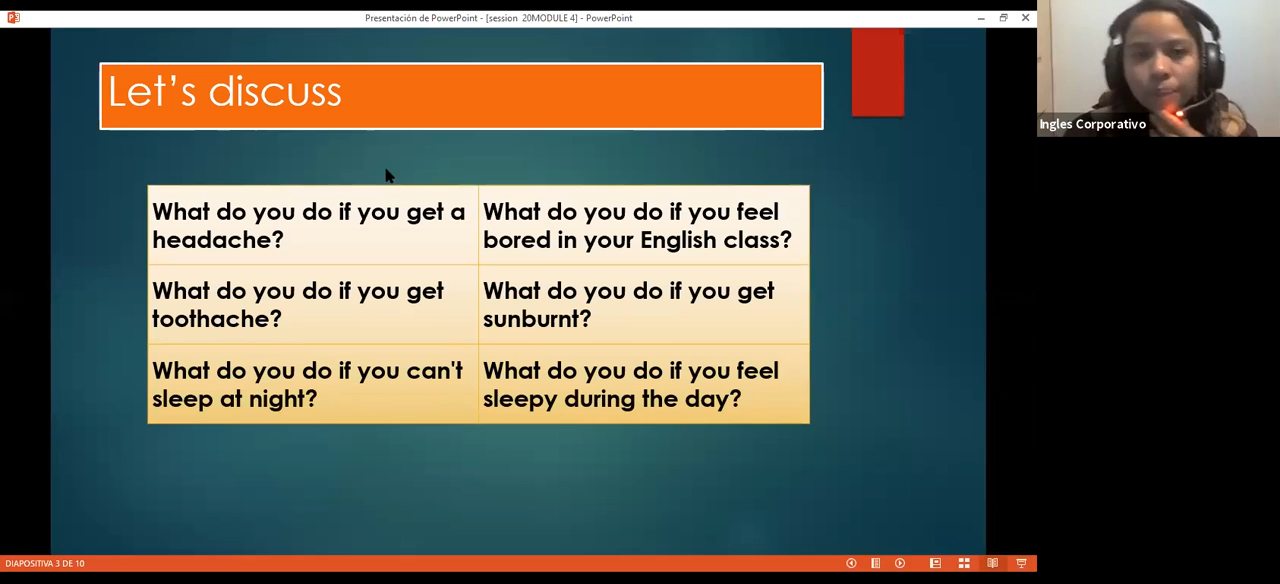 Presentación de PowerPoint - [session 20MODULE 4] - PowerPoint
Let's discuss
What do you do if you get a
headache?
What do you do if you feel
bored in your English class?
What do you do if you get
toothache?
What do you do if you get
sunburnt?
What do you do if you can't
sleep at night?
What do you do if you feel
sleepy during the day?
Ingles Corporativo
DIAPOSITIVA 3 DE 10